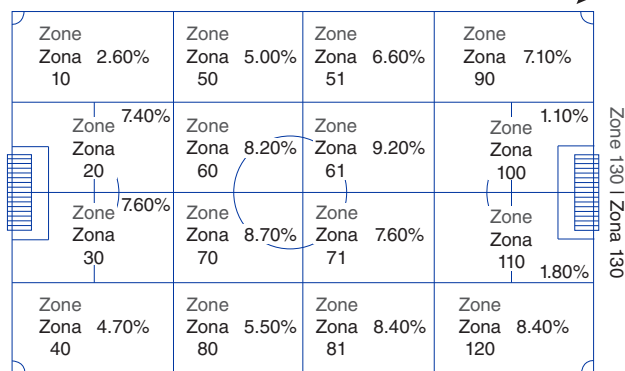 Zone
Zona 2.60%
10
Zone
Zona 5.00%
50
Zone
Zona 6.60%
51
Zone
Zona 7.10%
90
7.40%
Zone
Zona
20
Zone
Zona 8.20%
60
Zone
Zona 9.20%
61
1.10%
Zone
Zona
100
7.60%
Zone
Zona
30
Zone
Zona 8.70%
70
Zone
Zona 7.60%
71
Zone
Zona
110
1.80%
Zone
Zona 4.70%
40
Zone
Zona 5.50%
80
Zone
Zona 8.40%
81
Zone
Zona 8.40%
120
Zone 130 | Zona 130